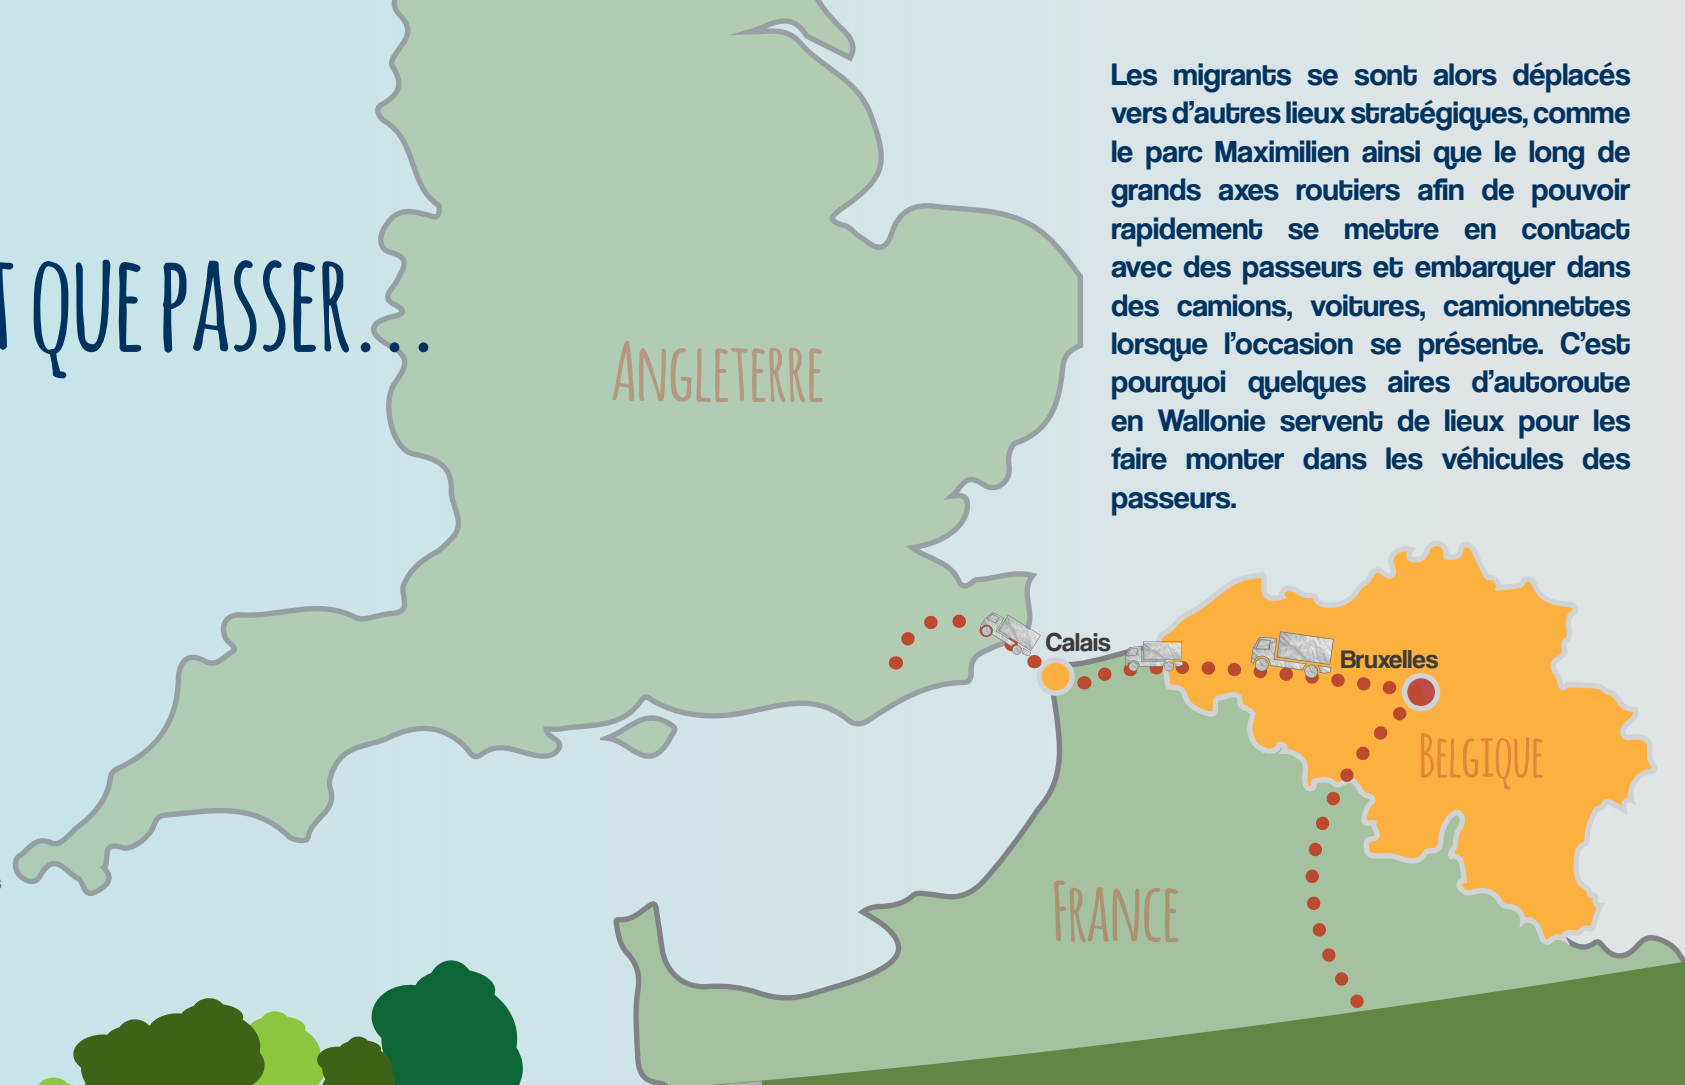 Les migrants se sont alors déplacés
vers d'autres lieux stratégiques, comme
le parc Maximilien ainsi que le long de
grands axes routiers afin de pouvoir
rapidement se mettre en contact
avec des passeurs et embarquer dans
des camions, voitures, camionnettes
lorsque l'occasion se présente. C'est
pourquoi quelques aires d'autoroute
en Wallonie servent de lieux pour les
faire monter dans les véhicules des
passeurs.
QUE PASSER...
ANGLETERRE
Calais
Bruxelles
BELGIQUE
FRANCE